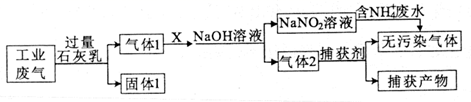 工业
废气
过量
石灰乳
气体1
固体1
X
NaOH溶液
NaNO₂溶液
含NH₄⁺废水
气体2
捕获剂
无污染气体
捕获产物